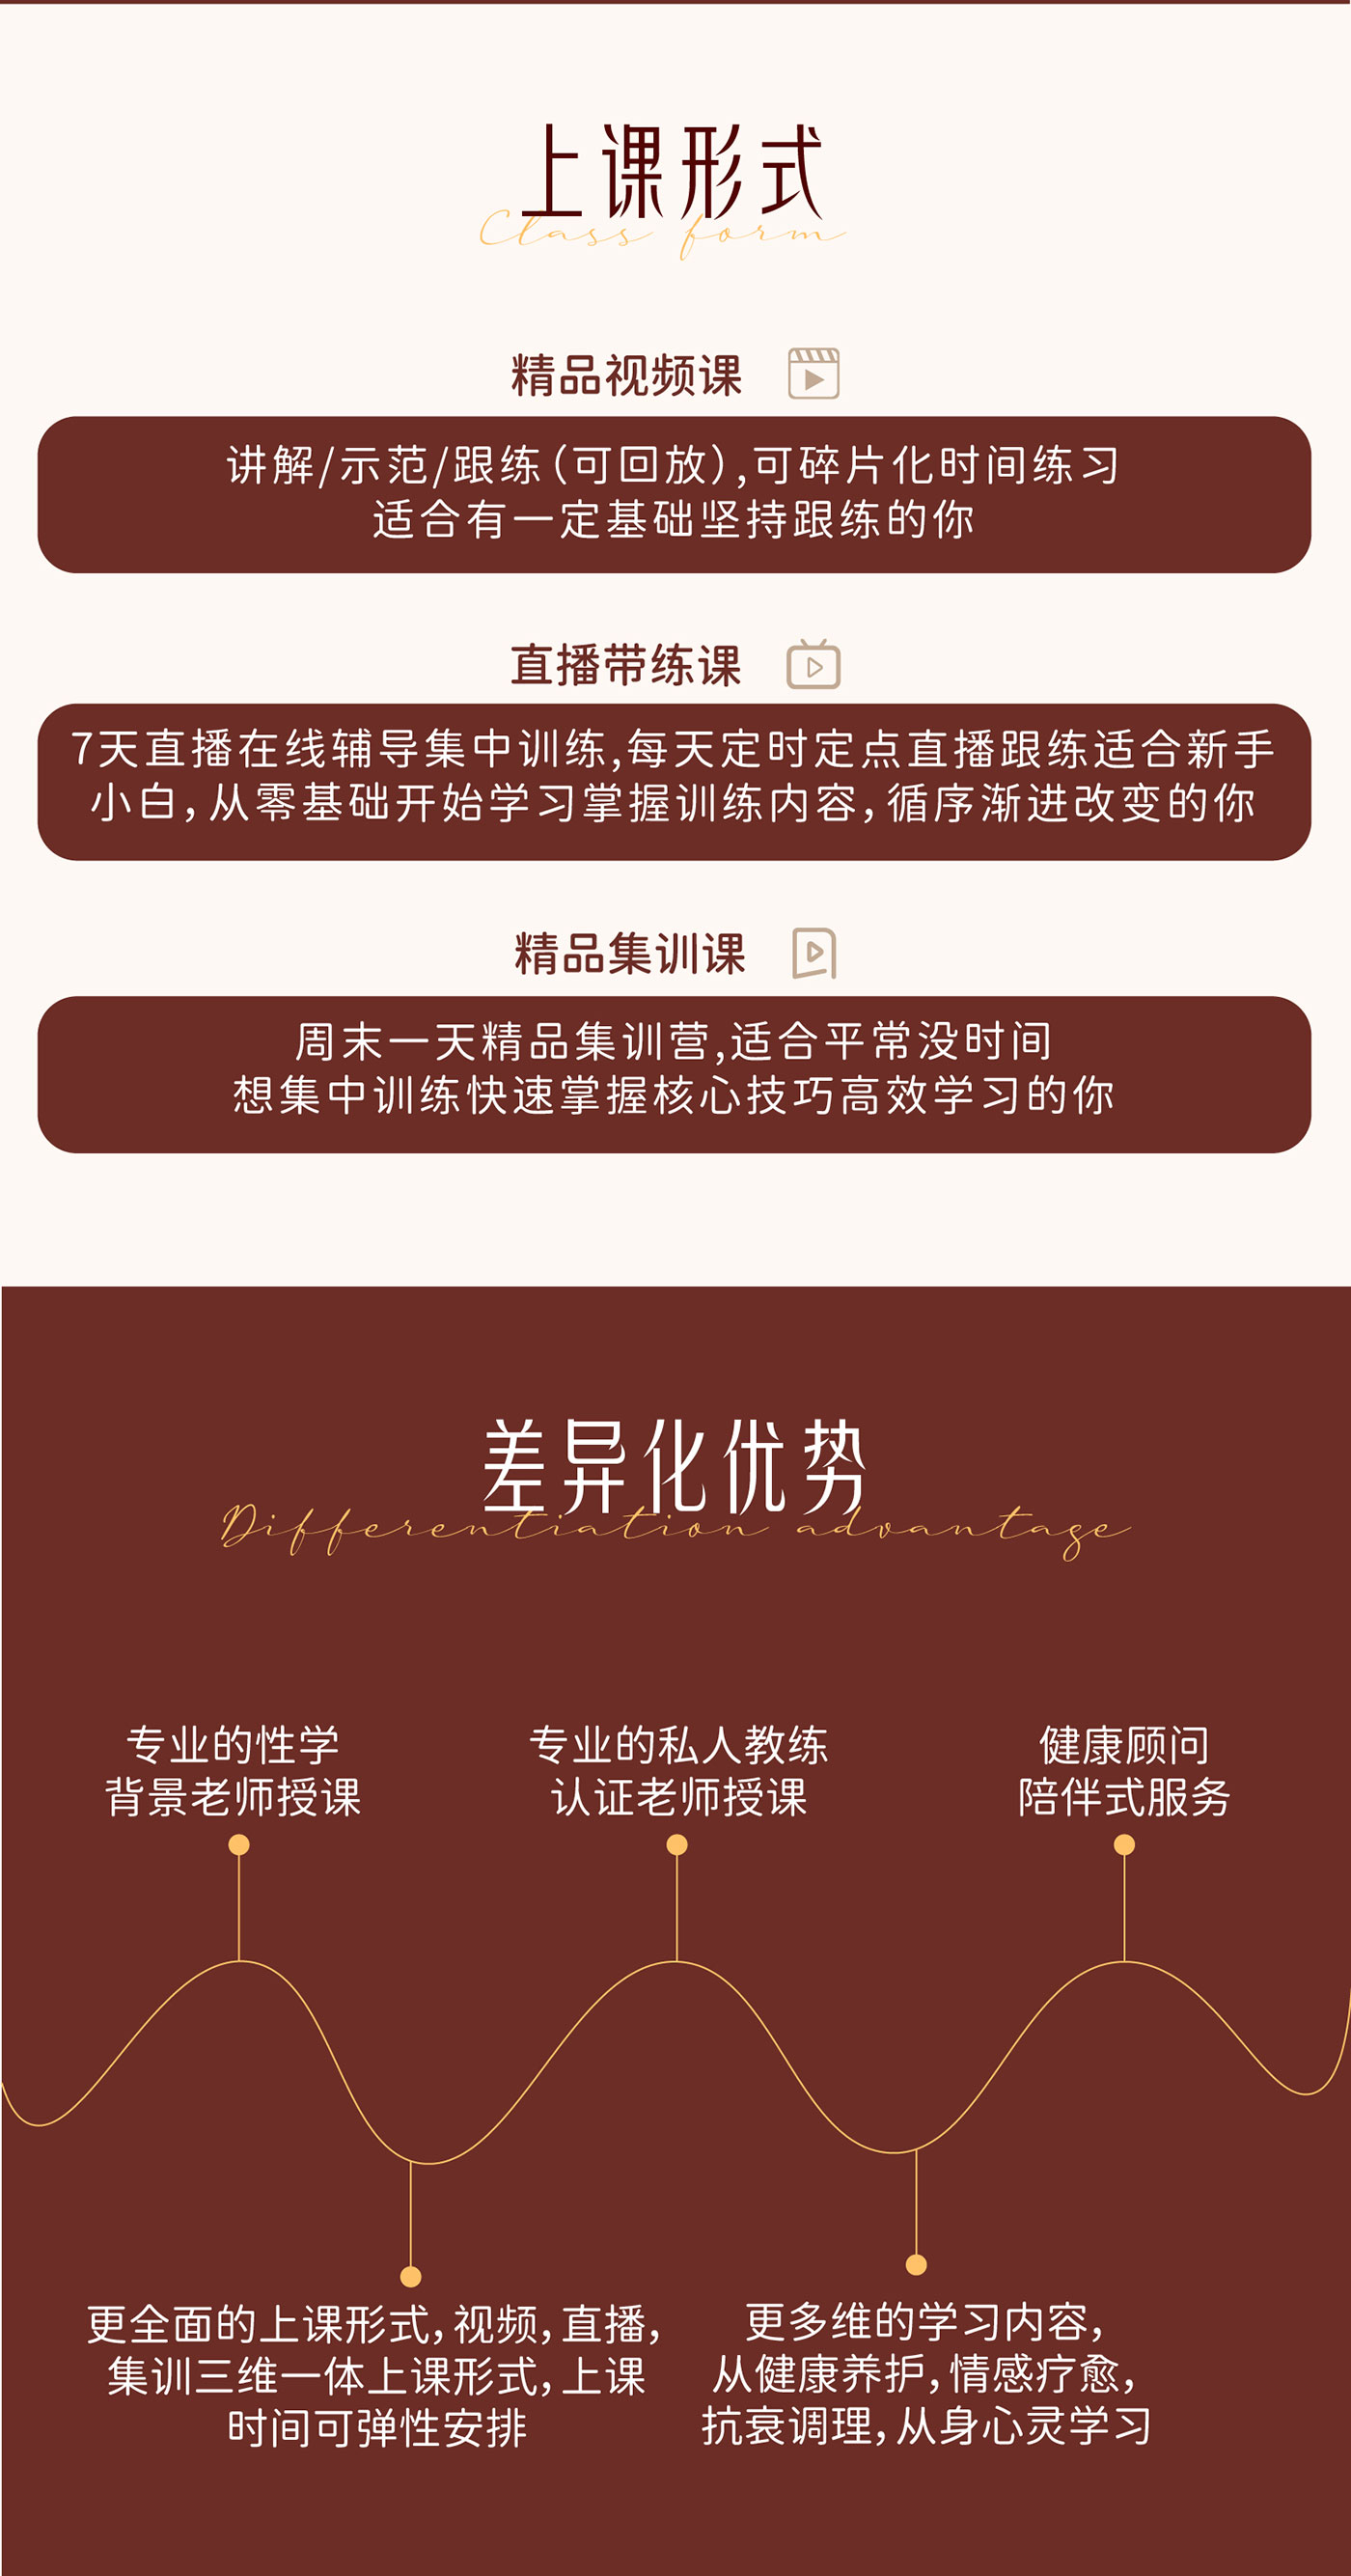 上课形式
Class form
精品视频课
讲解/示范/跟练(可回放),可碎片化时间练习
适合有一定基础坚持跟练的你
直播带练课
7天直播在线辅导集中训练,每天定时定点直播跟练适合新手
小白,从零基础开始学习掌握训练内容,循序渐进改变的你
精品集训课
周末一天精品集训营,适合平常没时间
想集中训练快速掌握核心技巧高效学习的你
差异化优势
Differentiation advantage
专业的性学
背景老师授课
专业的私人教练
认证老师授课
健康顾问
陪伴式服务
更全面的上课形式,视频,直播,
集训三维一体上课形式,上课
时间可弹性安排
更多维的学习内容,
从健康养护,情感疗愈,
抗衰调理,从身心灵学习